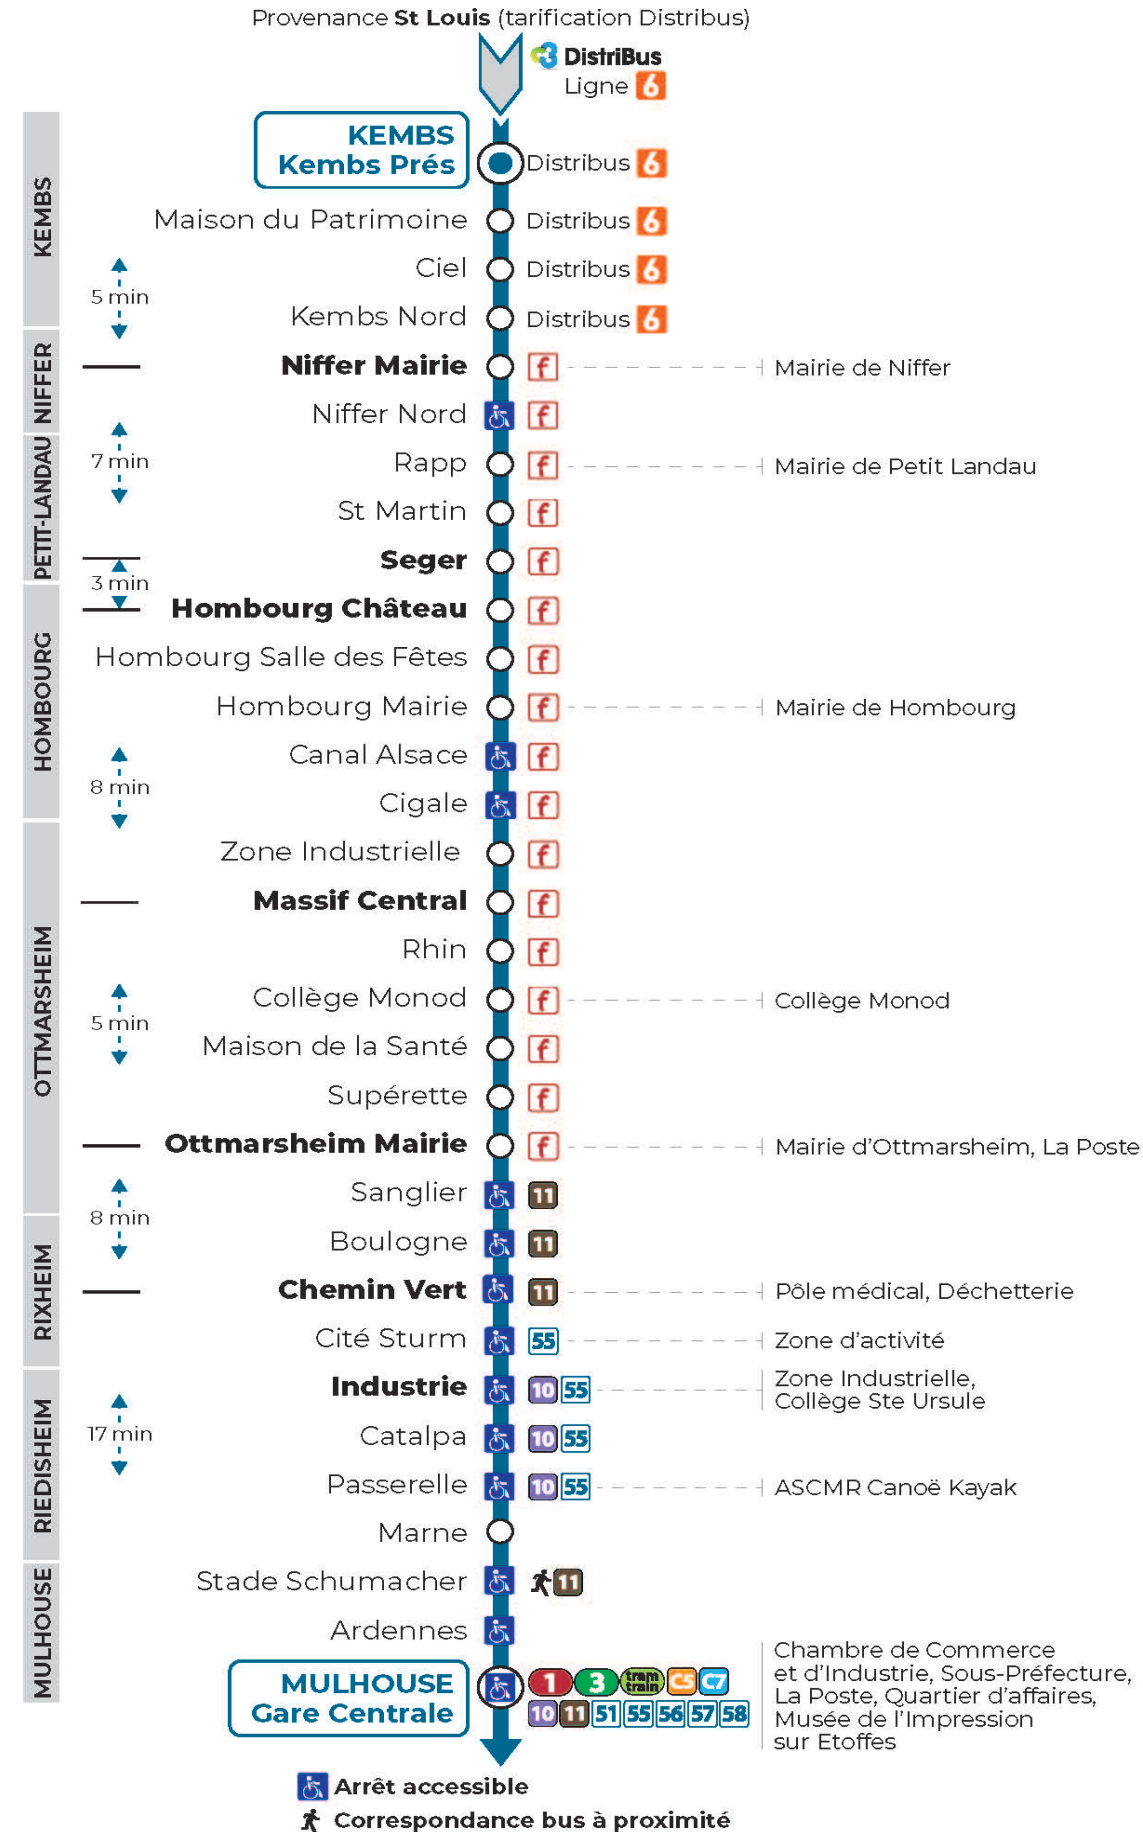 Provenance St Louis (tarification Distribus)
DistriBus
Ligne 6
KEMBS
KEMBS
Kembs Prés
Distribus 6
Maison du Patrimoine Distribus 6
Ciel Distribus 6
5 min
Kembs Nord Distribus 6
NIFFER
Niffer Mairie f Mairie de Niffer
Niffer Nord f
PETIT-LANDAU
7 min
Rapp f Mairie de Petit Landau
St Martin f
Seger f
3 min
HOMBOURG
Hombourg Château f
Hombourg Salle des Fêtes f
Hombourg Mairie f Mairie de Hombourg
Canal Alsace f
8 min
Cigale f
OTTMARSHEIM
Zone Industrielle f
Massif Central f
Rhin f
Collège Monod f Collège Monod
5 min
Maison de la Santé f
Supérette f
Ottmarsheim Mairie f Mairie d'Ottmarsheim, La Poste
Sanglier 11
8 min
RIXHEIM
Boulogne 11
Chemin Vert 11 Pôle médical, Déchetterie
Cité Sturm 55 Zone d'activité
RIEDISHEIM
Industrie 10 55 Zone Industrielle,
Collège Ste Ursule
17 min
Catalpa 10 55
Passerelle 10 55 ASCMR Canoë Kayak
Marne
MULHOUSE
Stade Schumacher 11
Ardennes
MULHOUSE
Gare Centrale
1 3 tram train C5 C7
10 11 51 55 56 57 58
Chambre de Commerce
et d'Industrie, Sous-Préfecture,
La Poste, Quartier d'affaires,
Musée de l'Impression
sur Etoffes
Arrêt accessible
Correspondance bus à proximité